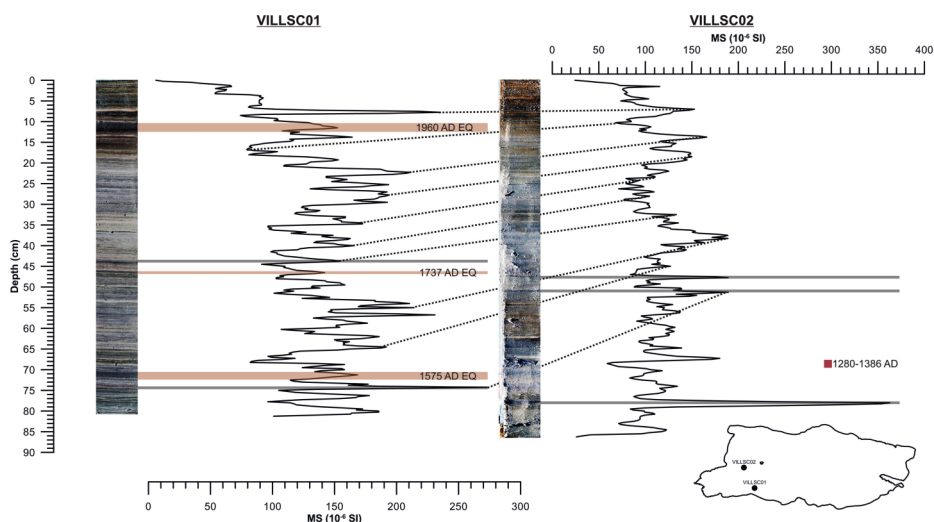 VILLSC01
VILLSC02
MS (10⁻⁶ SI)
0 50 100 150 200 250 300 350 400
0
5
10
15
20
25
30
35
40
45
50
55
60
65
70
75
80
85
90
Depth (cm)
1960 AD EQ
1737 AD EQ
1575 AD EQ
1280-1386 AD
VILLSC02
VILLSC01
0 100 200 300
MS (10⁻⁶ SI)